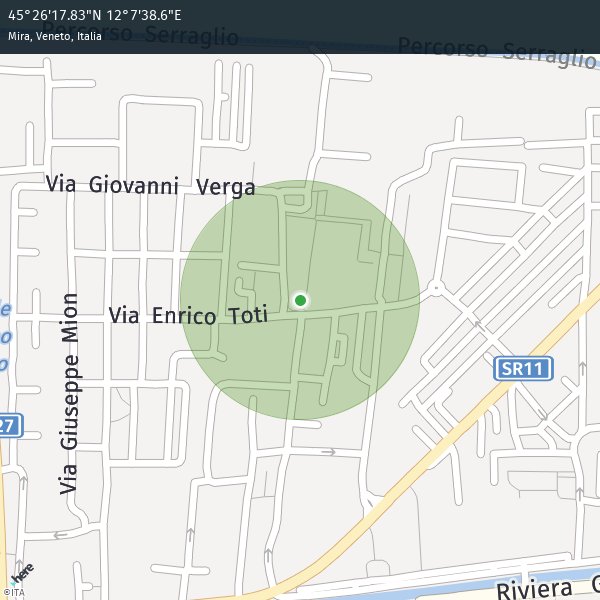 45°26'17.83"N 12°7'38.6"E
Mira, Veneto, Italia
Percorso Serraglio
Percorso Serraglio
Via Giovanni Verga
Via Enrico Toti
Via Giuseppe Mion
SR11
27
Riviera
here
©ITA